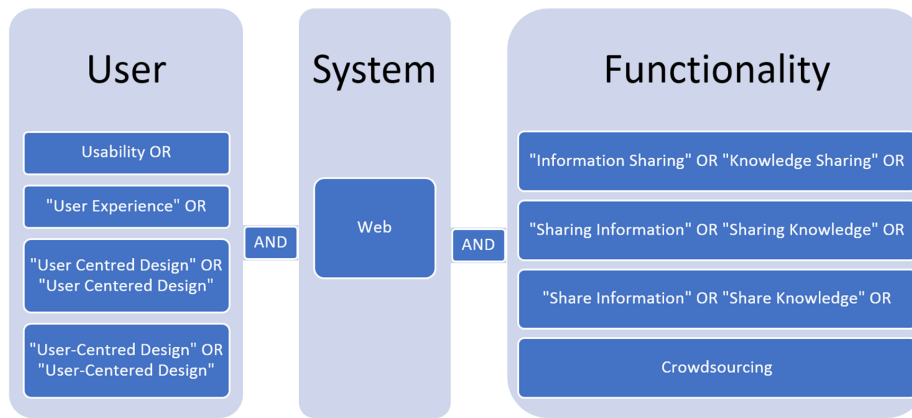 User
Usability OR
"User Experience" OR
"User Centred Design" OR
"User Centered Design"
"User-Centred Design" OR
"User-Centered Design"
AND
System
Web
AND
Functionality
"Information Sharing" OR "Knowledge Sharing" OR
"Sharing Information" OR "Sharing Knowledge" OR
"Share Information" OR "Share Knowledge" OR
Crowdsourcing